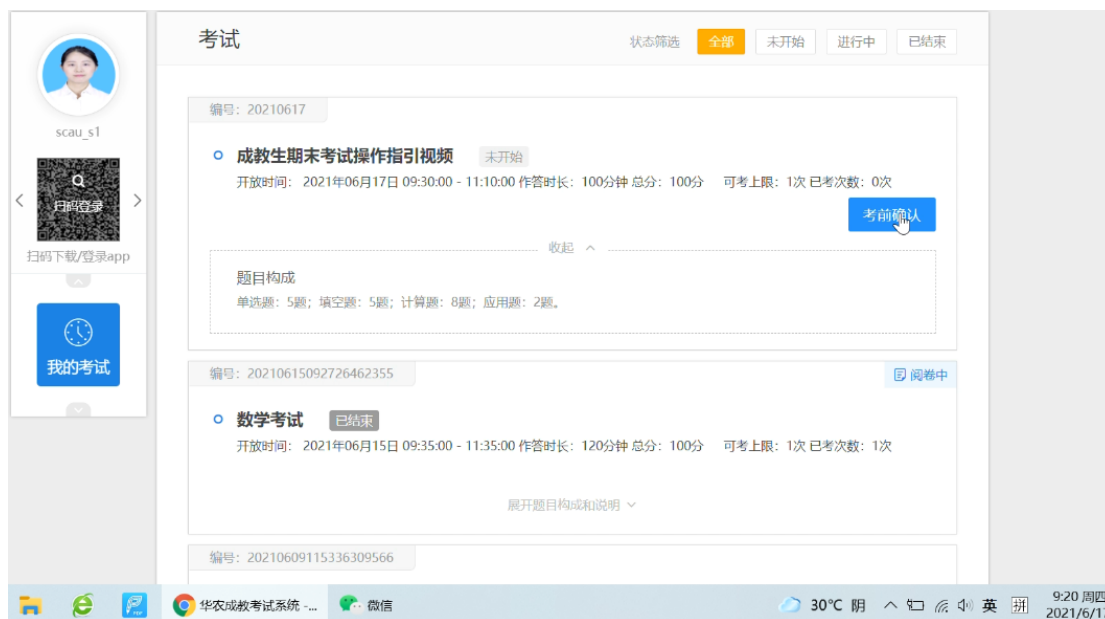 考试
状态筛选 全部 未开始 进行中 已结束
编号：20210617
scau_s1
成教生期末考试操作指引视频 未开始
开放时间： 2021年06月17日 09:30:00 - 11:10:00 作答时长：100分钟 总分：100分 可考上限：1次 已考次数：0次
扫码登录
考前确认
扫码下载/登录app
收起
题目构成
单选题：5题；填空题：5题；计算题：8题；应用题：2题。
我的考试
编号：20210615092726462355
阅卷中
数学考试 已结束
开放时间： 2021年06月15日 09:35:00 - 11:35:00 作答时长：120分钟 总分：100分 可考上限：1次 已考次数：1次
展开题目构成和说明
编号：20210609115336309566
华农成教考试系统 -...
微信
30°C 阴
英
拼
9:20 周四
2021/6/17